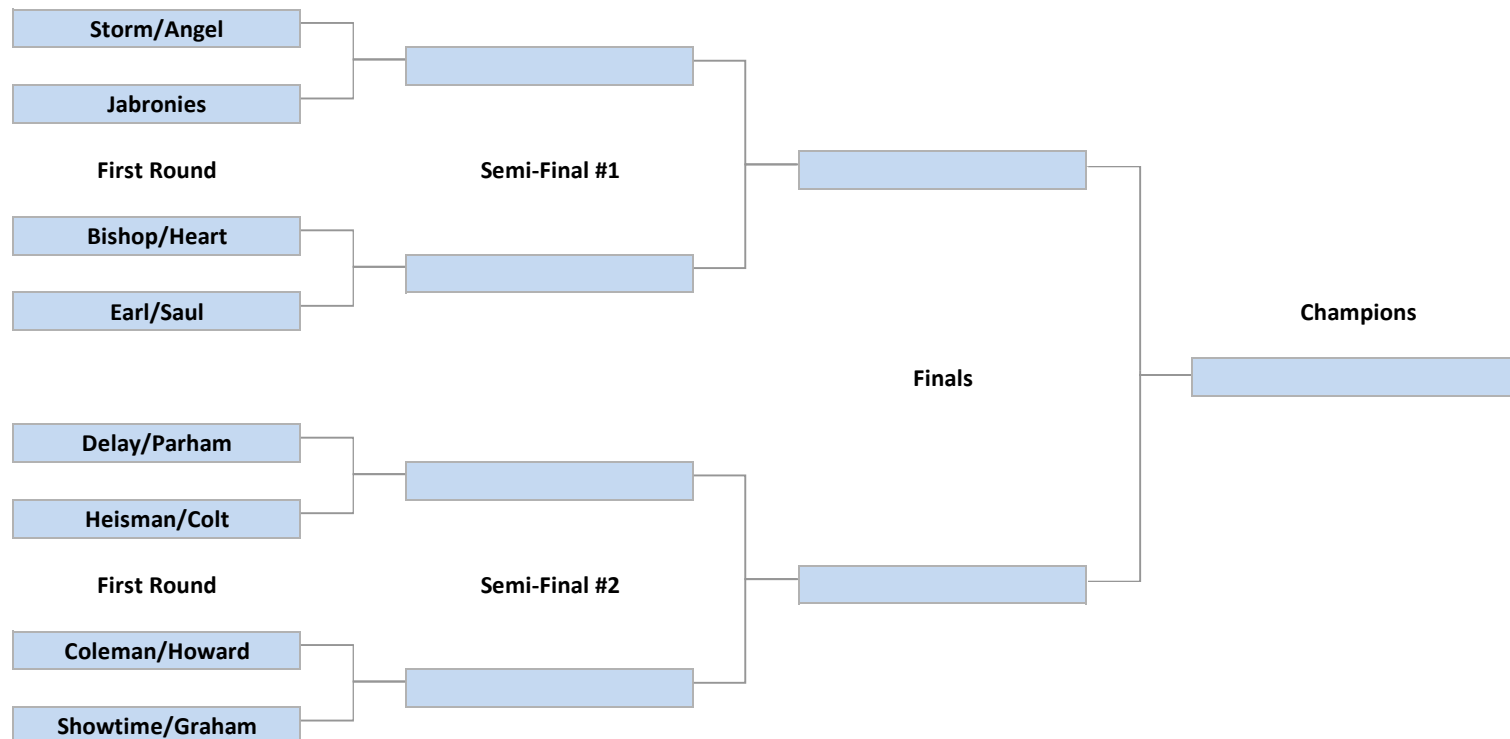 Storm/Angel
Jabronies
First Round
Semi-Final #1
Bishop/Heart
Earl/Saul
Champions
Finals
Delay/Parham
Heisman/Colt
First Round
Semi-Final #2
Coleman/Howard
Showtime/Graham